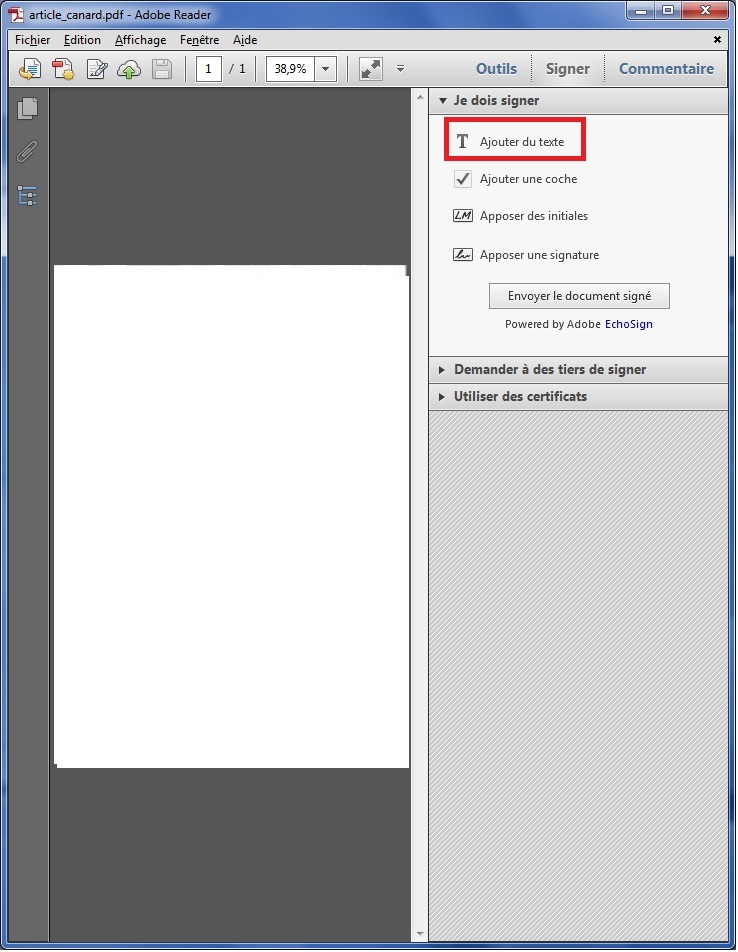 article_canard.pdf - Adobe Reader
Fichier Edition Affichage Fenêtre Aide
1 / 1 38,9% Outils Signer Commentaire
Je dois signer
T Ajouter du texte
Ajouter une coche
LM Apposer des initiales
Apposer une signature
Envoyer le document signé
Powered by Adobe EchoSign
Demander à des tiers de signer
Utiliser des certificats